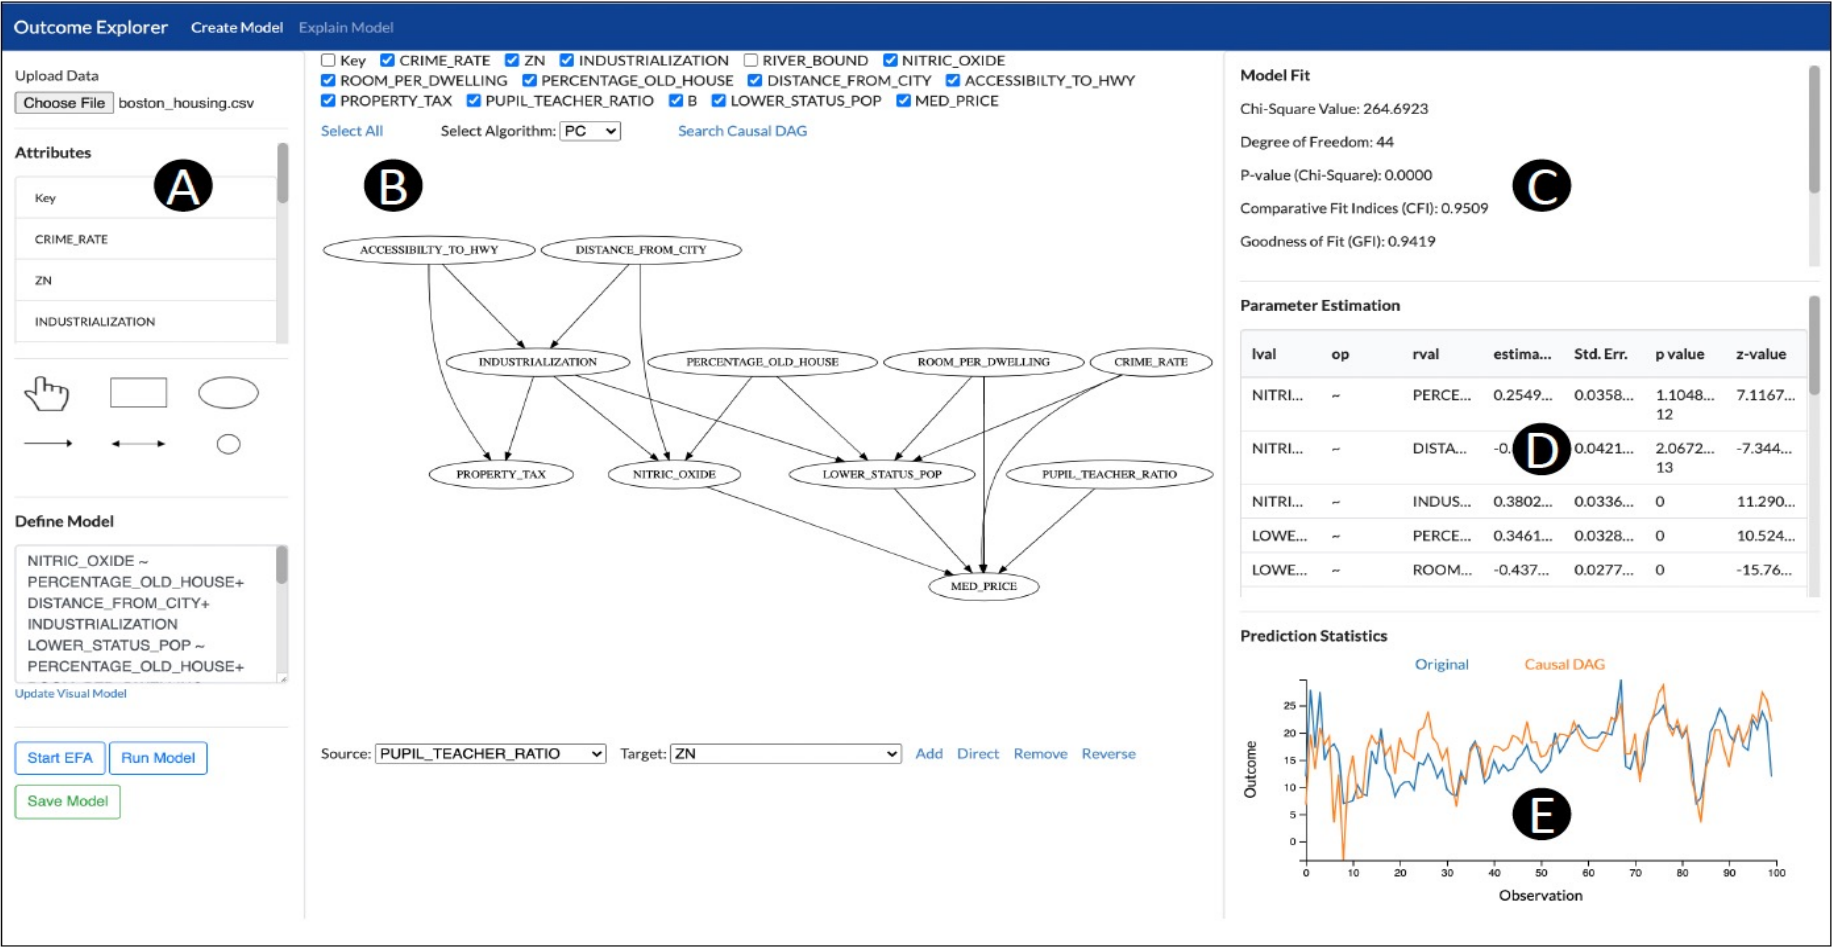 Outcome Explorer Create Model Explain Model
Upload Data
Choose File boston_housing.csv
Attributes
A
Key
CRIME_RATE
ZN
INDUSTRIALIZATION
Define Model
NITRIC_OXIDE ~
PERCENTAGE_OLD_HOUSE+
DISTANCE_FROM_CITY+
INDUSTRIALIZATION
LOWER_STATUS_POP ~
PERCENTAGE_OLD_HOUSE+
Update Visual Model
Start EFA Run Model
Save Model
Key CRIME_RATE ZN INDUSTRIALIZATION RIVER_BOUND NITRIC_OXIDE
ROOM_PER_DWELLING PERCENTAGE_OLD_HOUSE DISTANCE_FROM_CITY ACCESSIBILTY_TO_HWY
PROPERTY_TAX PUPIL_TEACHER_RATIO B LOWER_STATUS_POP MED_PRICE
Select All Select Algorithm: PC Search Causal DAG
B
ACCESSIBILTY_TO_HWY DISTANCE_FROM_CITY
INDUSTRIALIZATION PERCENTAGE_OLD_HOUSE ROOM_PER_DWELLING CRIME_RATE
PROPERTY_TAX NITRIC_OXIDE LOWER_STATUS_POP PUPIL_TEACHER_RATIO
MED_PRICE
Source: PUPIL_TEACHER_RATIO Target: ZN Add Direct Remove Reverse
Model Fit
Chi-Square Value: 264.6923
Degree of Freedom: 44
P-value (Chi-Square): 0.0000
C
Comparative Fit Indices (CFI): 0.9509
Goodness of Fit (GFI): 0.9419
Parameter Estimation
lval op rval estima... Std. Err. p value z-value
NITRI... ~ PERCE... 0.2549... 0.0358... 1.1048... 7.1167...
12
NITRI... ~ DISTA... -0. D 0.0421... 2.0672... -7.344...
13
NITRI... ~ INDUS... 0.3802... 0.0336... 0 11.290...
LOWE... ~ PERCE... 0.3461... 0.0328... 0 10.524...
LOWE... ~ ROOM... -0.437... 0.0277... 0 -15.76...
Prediction Statistics
Original Causal DAG
25
20
15
10
5
0
Outcome
E
0 10 20 30 40 50 60 70 80 90 100
Observation